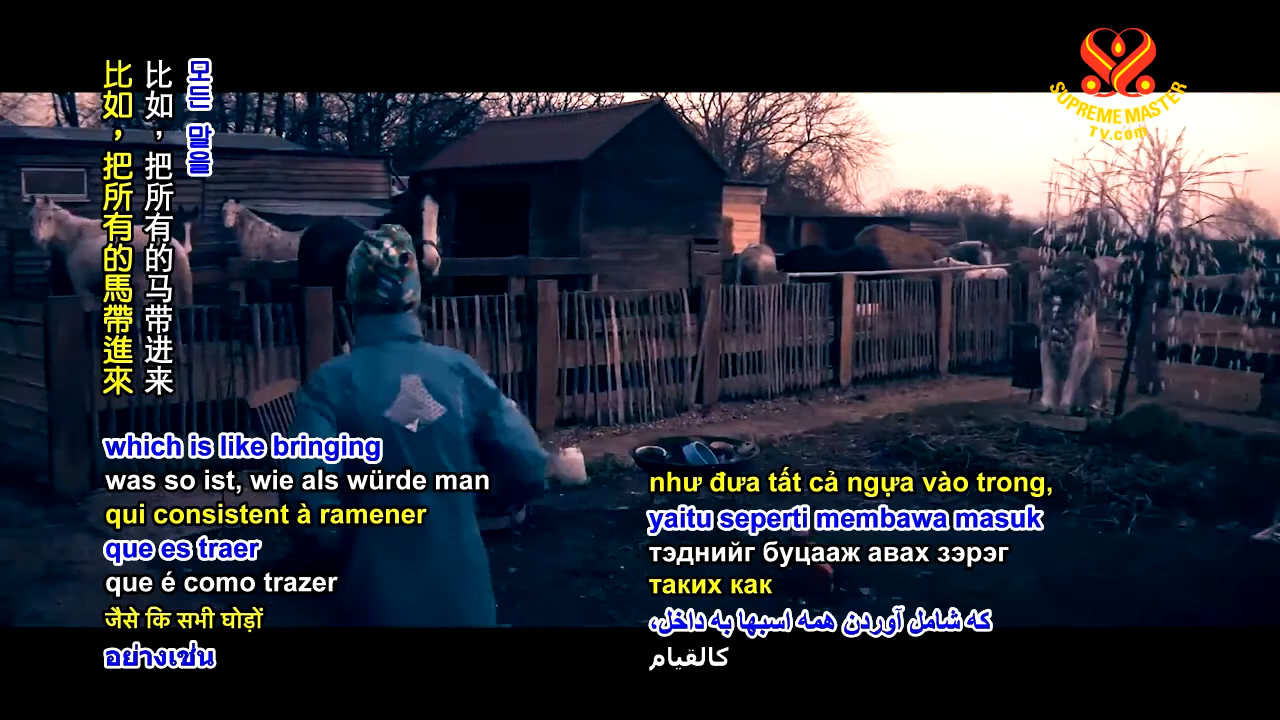 모든 말을
比如，把所有的马带进来
比如，把所有的馬帶進來
SUPREME MASTER
TV.com
which is like bringing
was so ist, wie als würde man
qui consistent à ramener
que es traer
que é como trazer
जैसे कि सभी घोड़ों
อย่างเช่น
như đưa tất cả ngựa vào trong,
yaitu seperti membawa masuk
тэднийг буцааж авах зэрэг
таких как
که شامل آوردن همه اسبها به داخل،
كالقيام